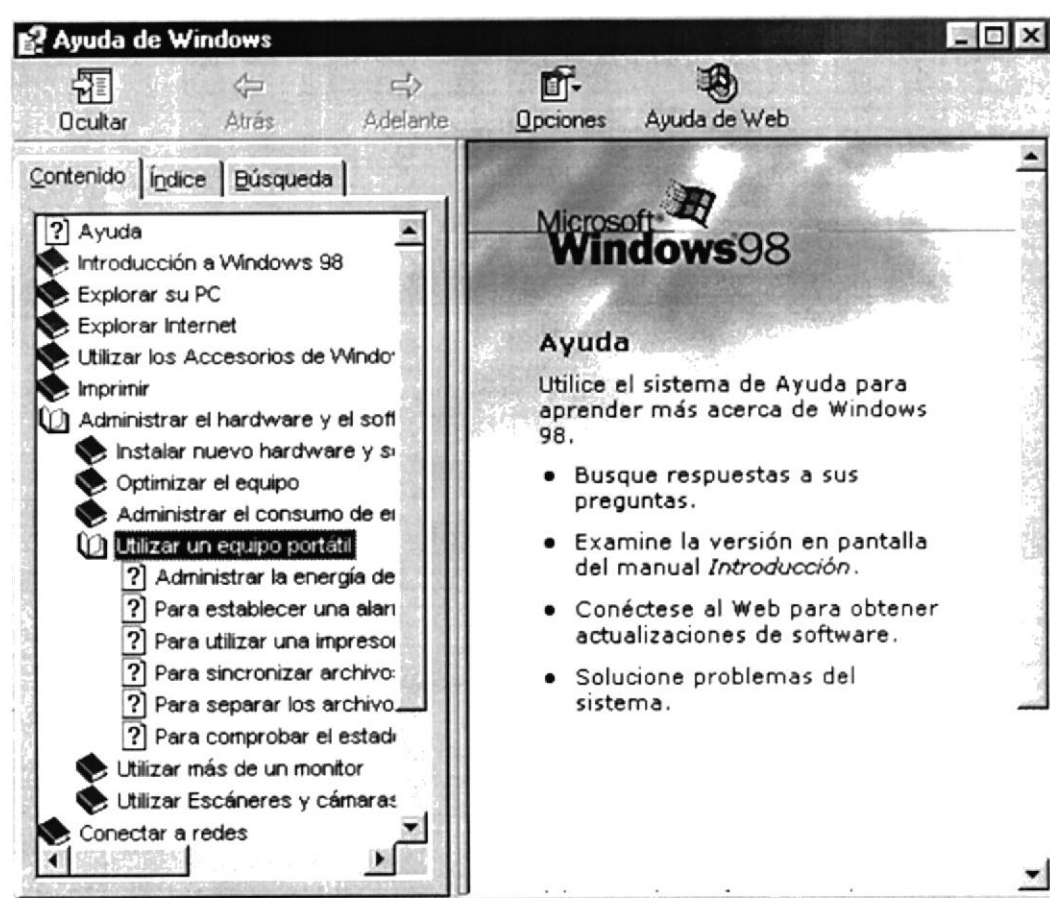 Ayuda de Windows
Ocultar
Atrás
Adelante
Opciones
Ayuda de Web
Contenido
Índice
Búsqueda
Ayuda
Introducción a Windows 98
Explorar su PC
Explorar Internet
Utilizar los Accesorios de Windo
Imprimir
Administrar el hardware y el soft
Instalar nuevo hardware y s
Optimizar el equipo
Administrar el consumo de e
Utilizar un equipo portátil
Administrar la energía de
Para establecer una alar
Para utilizar una impreso
Para sincronizar archivo
Para separar los archivo
Para comprobar el estad
Utilizar más de un monitor
Utilizar Escáneres y cámaras
Conectar a redes
Microsoft
Windows 98
Ayuda
Utilice el sistema de Ayuda para
aprender más acerca de Windows
98.
• Busque respuestas a sus
preguntas.
• Examine la versión en pantalla
del manual Introducción.
• Conéctese al Web para obtener
actualizaciones de software.
• Solucione problemas del
sistema.